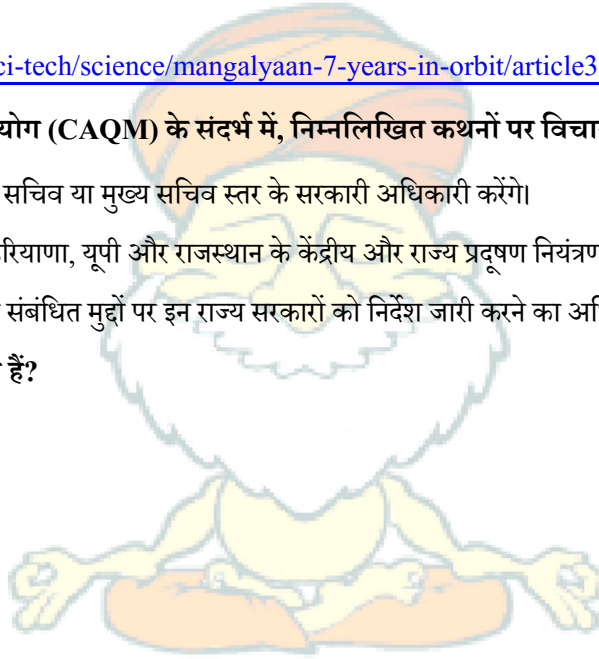 ci-tech/science/mangalyaan-7-years-in-orbit/article3
योग (CAQM) के संदर्भ में, निम्नलिखित कथनों पर विचा
सचिव या मुख्य सचिव स्तर के सरकारी अधिकारी करेंगे।
रियाणा, यूपी और राजस्थान के केंद्रीय और राज्य प्रदूषण नियंत्रण
संबंधित मुद्दों पर इन राज्य सरकारों को निर्देश जारी करने का अि
हैं?